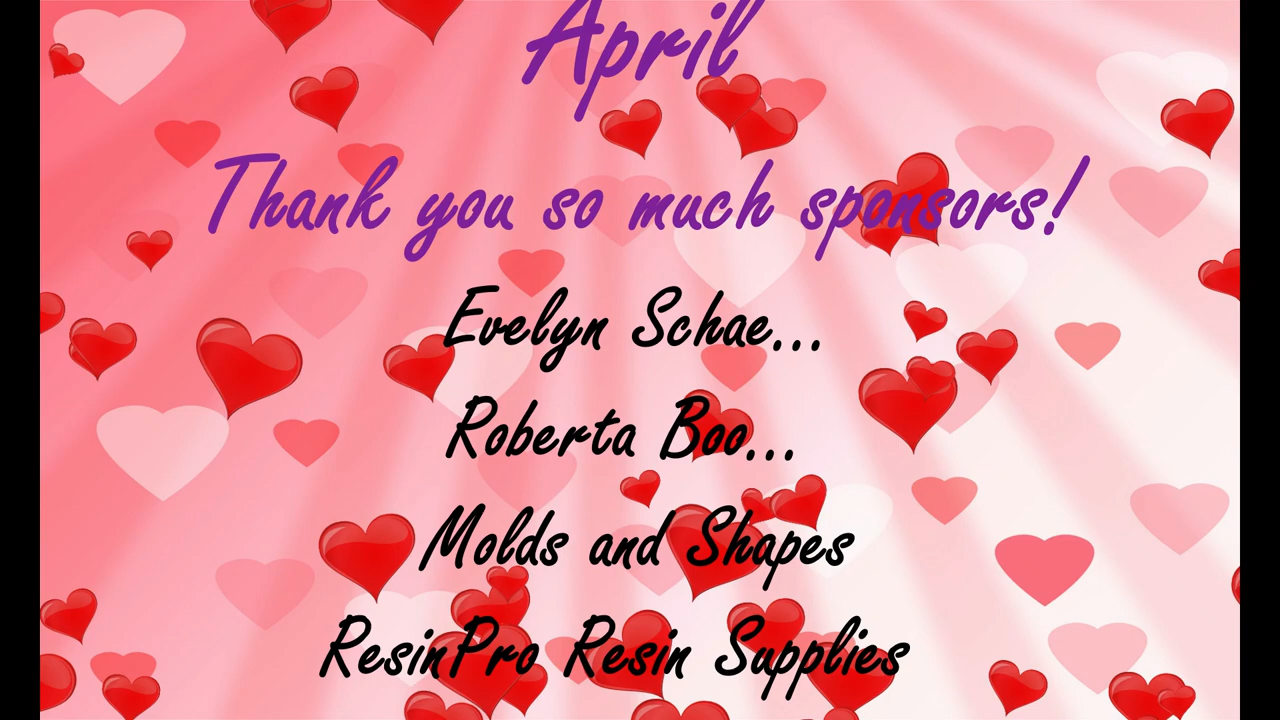 April
Thank you so much sponsors!
Evelyn Schae...
Roberta Boo...
Molds and Shapes
ResinPro Resin Supplies